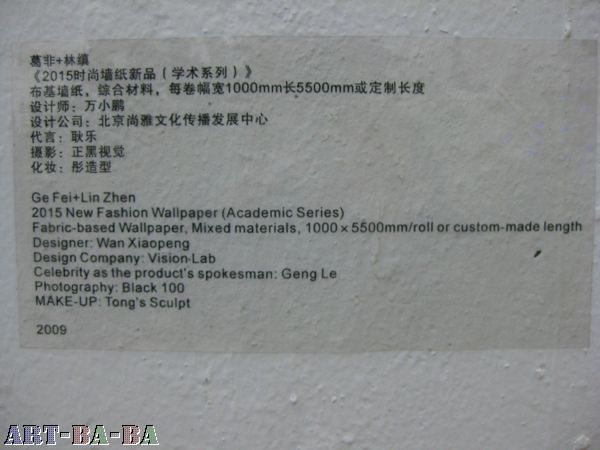 葛非+林缜
《2015时尚墙纸新品（学术系列）》
布基墙纸，综合材料，每卷幅宽1000mm长5500mm或定制长度
设计师：万小鹏
设计公司：北京尚雅文化传播发展中心
代言：耿乐
摄影：正黑视觉
化妆：彤造型
Ge Fei+Lin Zhen
2015 New Fashion Wallpaper (Academic Series)
Fabric-based Wallpaper, Mixed materials, 1000×5500mm/roll or custom-made length
Designer: Wan Xiaopeng
Design Company: Vision-Lab
Celebrity as the product's spokesman: Geng Le
Photography: Black 100
MAKE-UP: Tong's Sculpt
2009
ART-BA-BA